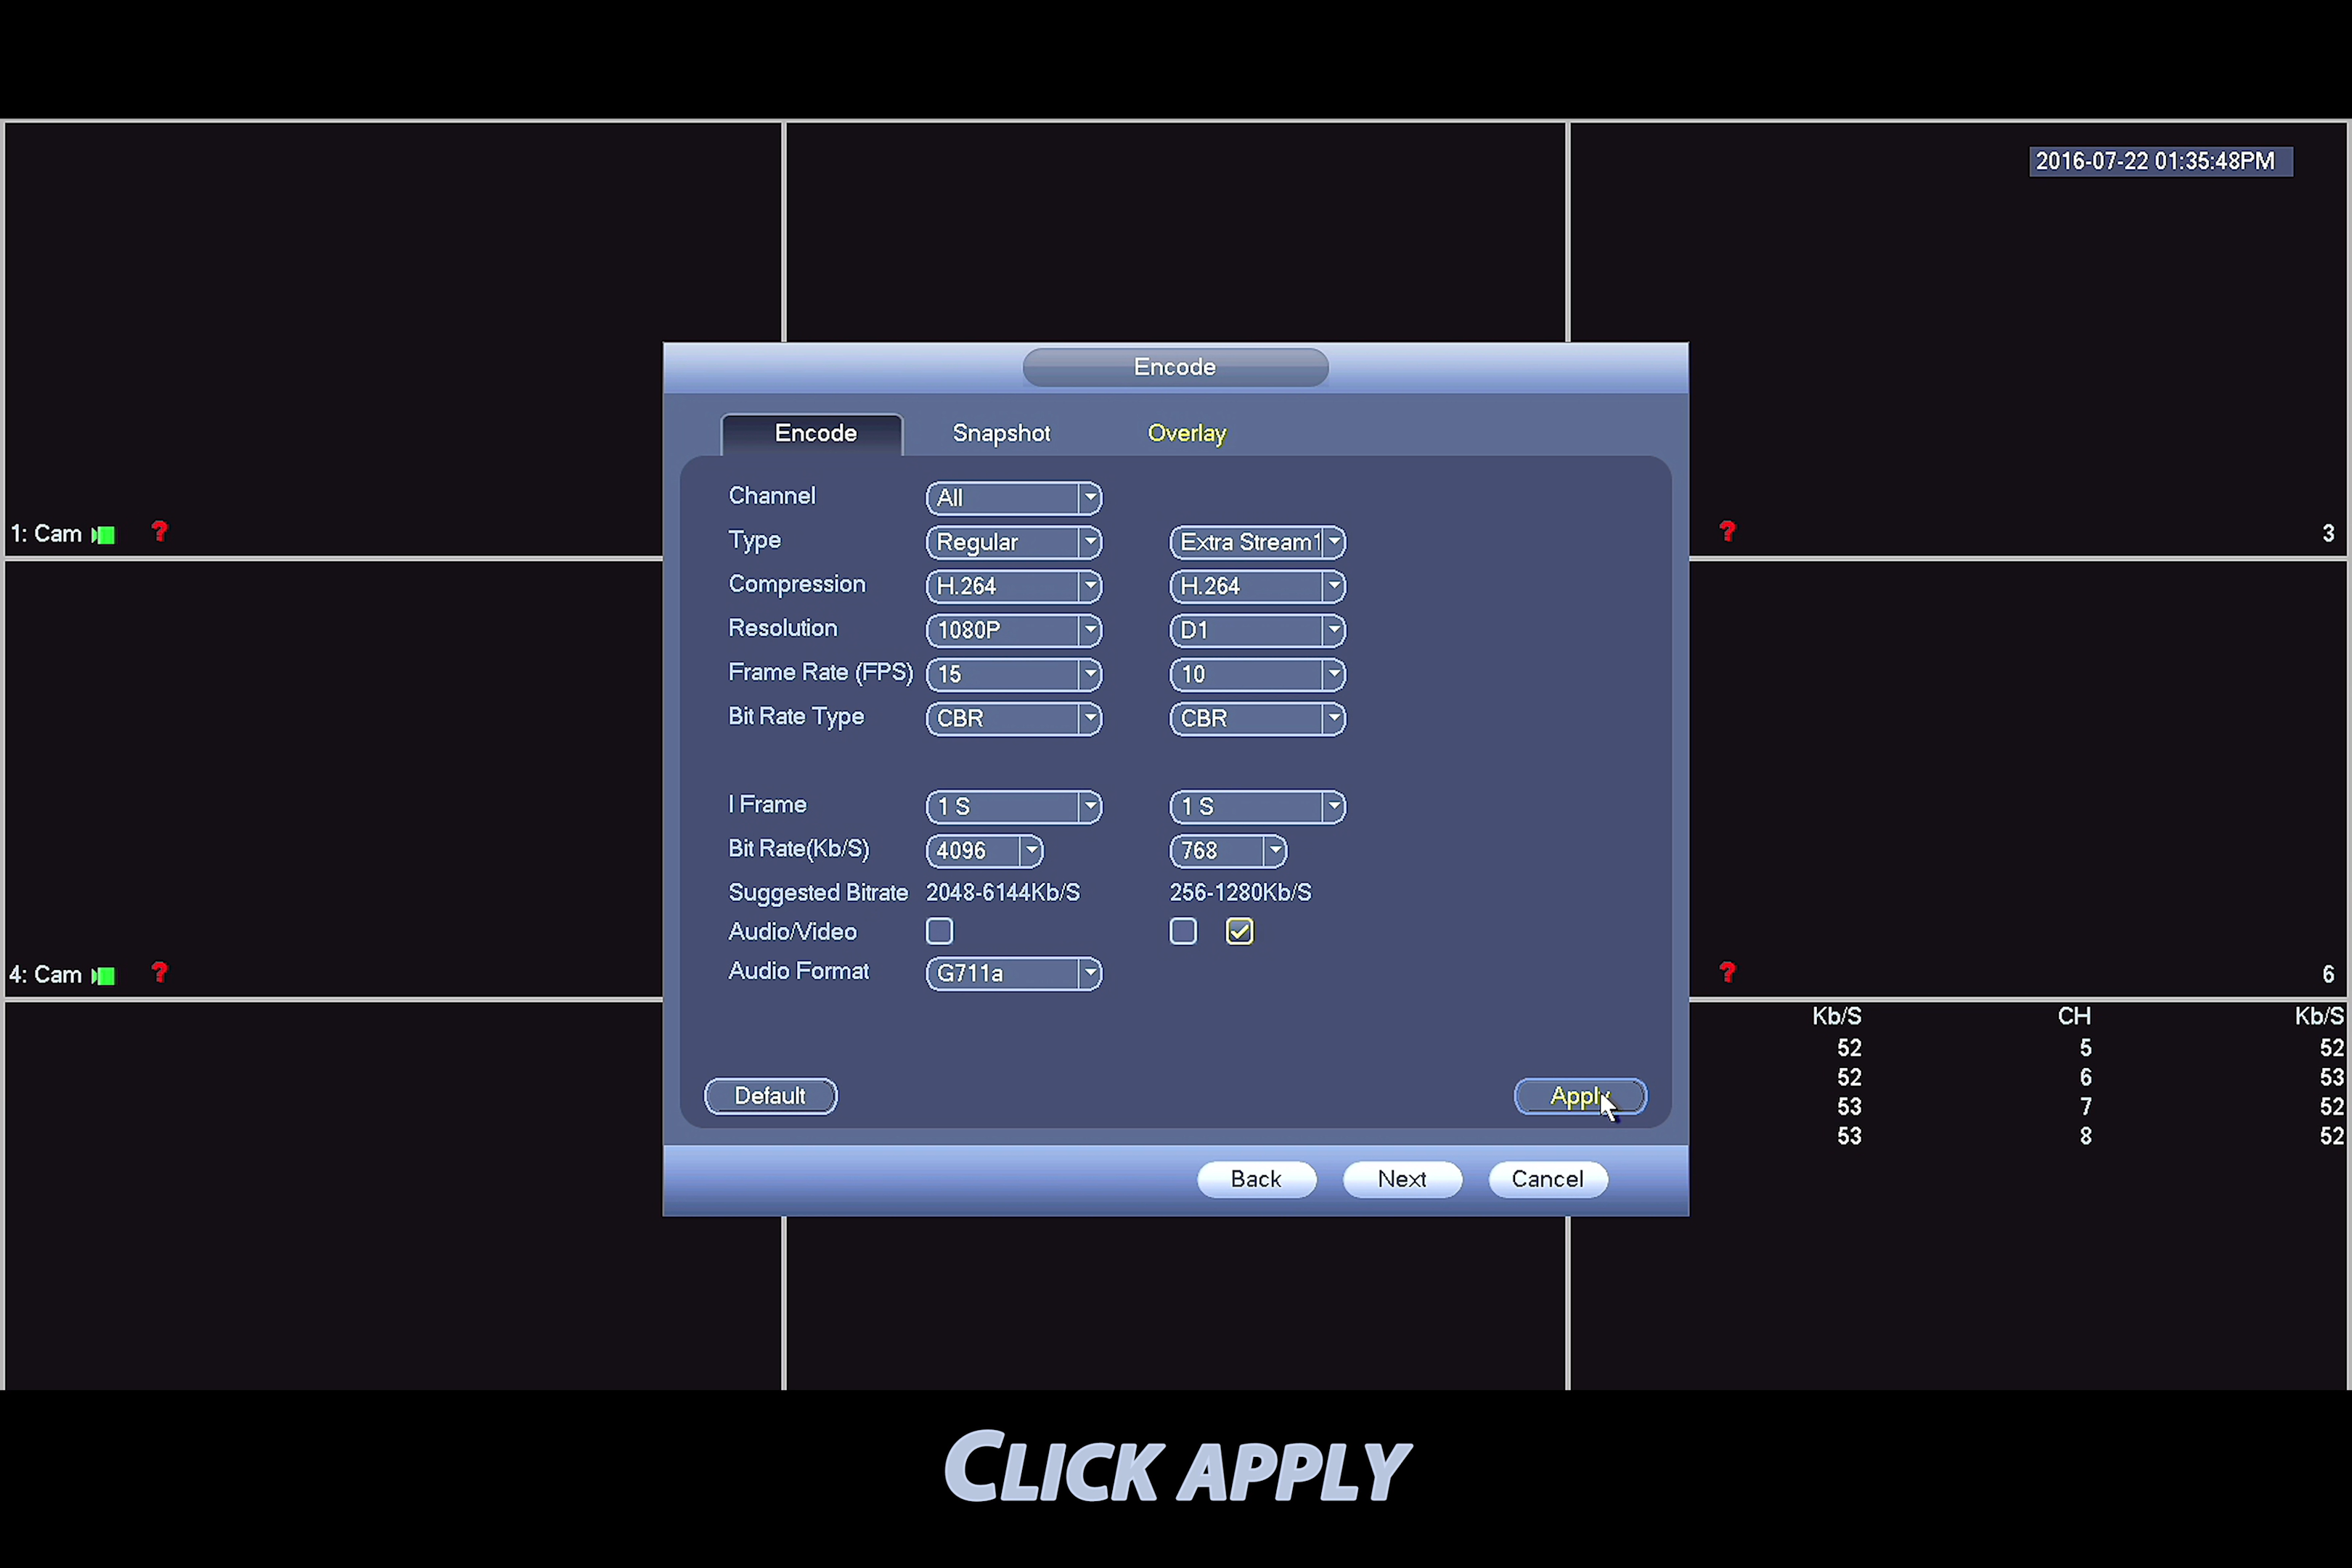 2016-07-22 01:35:48PM
Encode
Encode Snapshot Overlay
Channel All
Type Regular Extra Stream1
Compression H.264 H.264
Resolution 1080P D1
Frame Rate (FPS) 15 10
Bit Rate Type CBR CBR
I Frame 1 S 1 S
Bit Rate(Kb/S) 4096 768
Suggested Bitrate 2048-6144Kb/S 256-1280Kb/S
Audio/Video
Audio Format G711a
Default Apply
Back Next Cancel
1: Cam ? ? 3
4: Cam ? ? 6
Kb/S CH Kb/S
52 5 52
52 6 53
53 7 52
53 8 52
CLICK APPLY